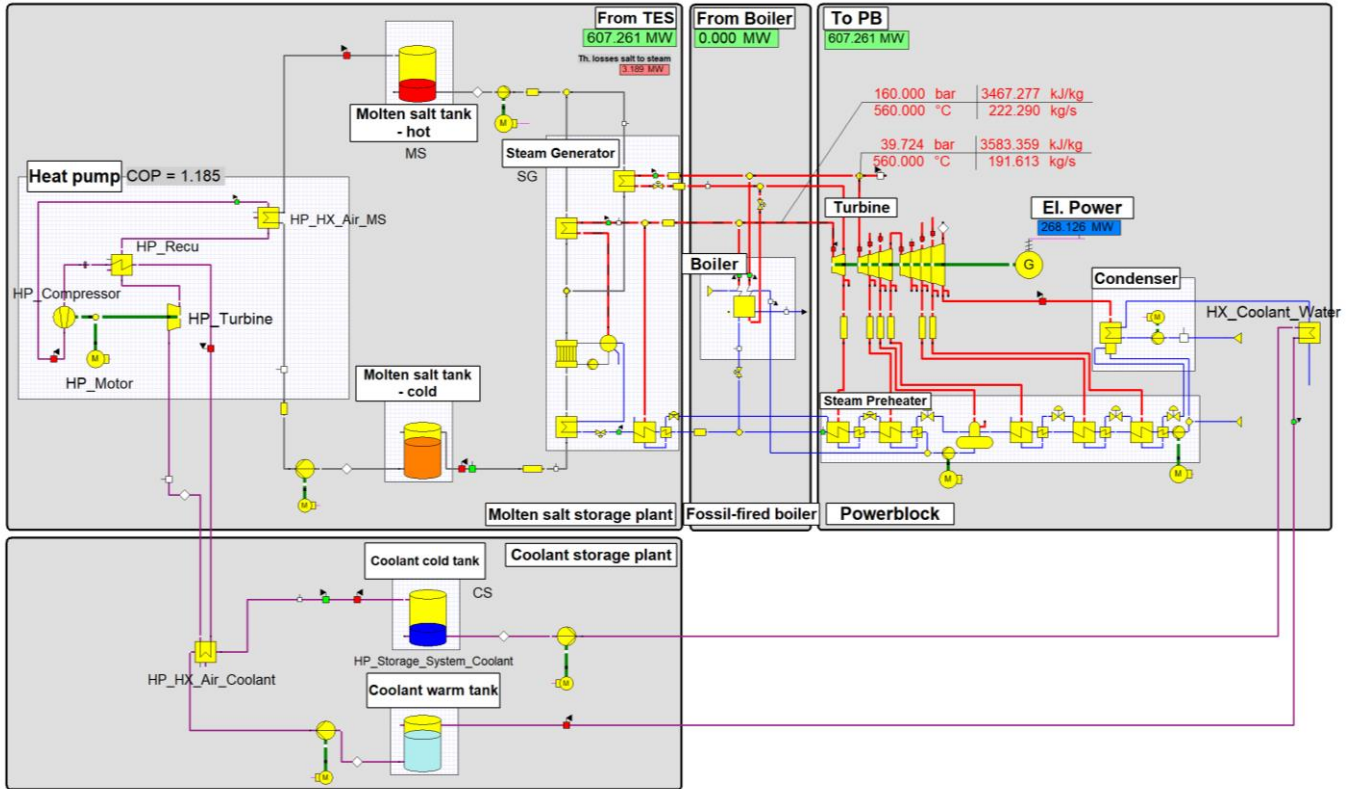 From TES
607.261 MW
Th. losses salt to steam
3.189 MW
From Boiler
0.000 MW
To PB
607.261 MW
160.000 bar 3467.277 kJ/kg
560.000 °C 222.290 kg/s
39.724 bar 3583.359 kJ/kg
560.000 °C 191.613 kg/s
Molten salt tank
- hot
MS
M
Steam Generator
SG
Heat pump
COP = 1.185
HP_HX_Air_MS
HP_Recu
HP_Compressor
HP_Turbine
M
HP_Motor
Molten salt tank
- cold
M
Molten salt storage plant
Boiler
Fossil-fired boiler
Turbine
El. Power
268.126 MW
G
Condenser
M
HX_Coolant_Water
Steam Preheater
M
M
Powerblock
Coolant storage plant
Coolant cold tank
CS
HP_Storage_System_Coolant
M
HP_HX_Air_Coolant
Coolant warm tank
M